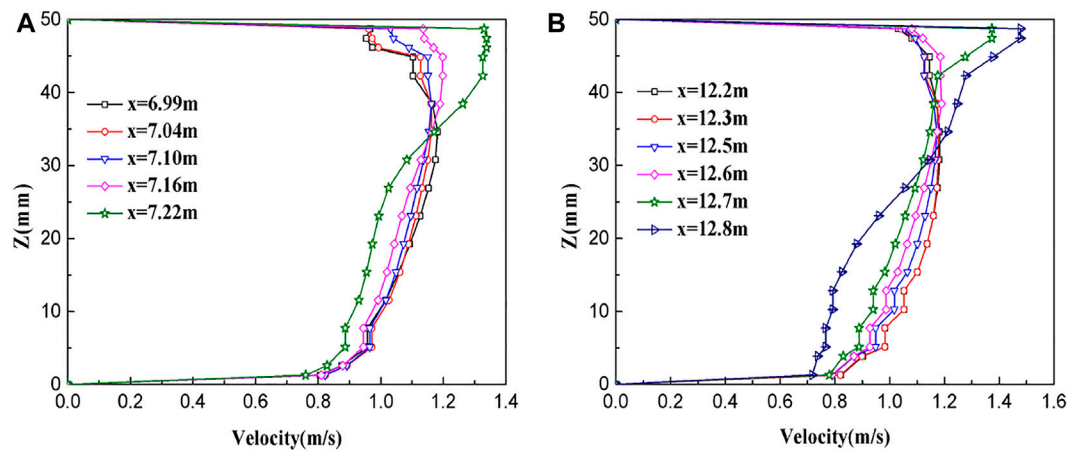 A
50
40
30
20
10
0
Z(mm)
x=6.99m
x=7.04m
x=7.10m
x=7.16m
x=7.22m
0.0 0.2 0.4 0.6 0.8 1.0 1.2 1.4
Velocity(m/s)
B
50
40
30
20
10
0
Z(mm)
x=12.2m
x=12.3m
x=12.5m
x=12.6m
x=12.7m
x=12.8m
0.0 0.2 0.4 0.6 0.8 1.0 1.2 1.4 1.6
Velocity(m/s)